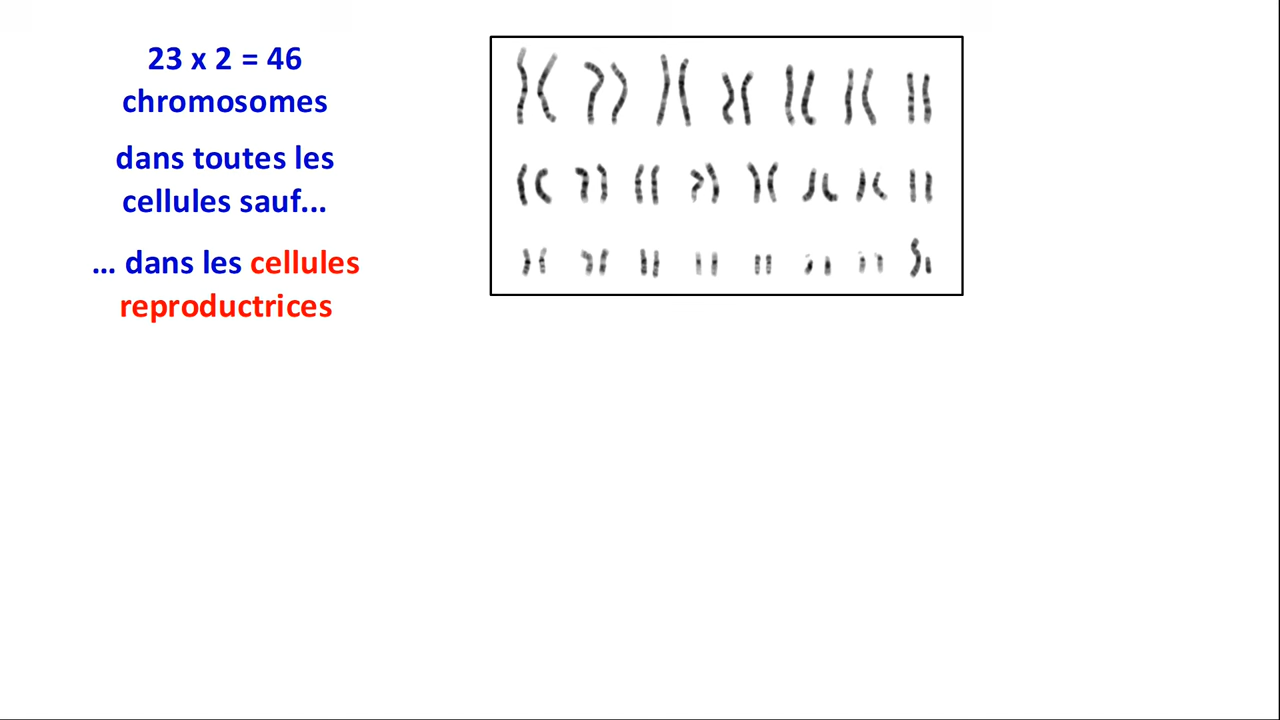 23 x 2 = 46
chromosomes
dans toutes les
cellules sauf...
... dans les cellules
reproductrices